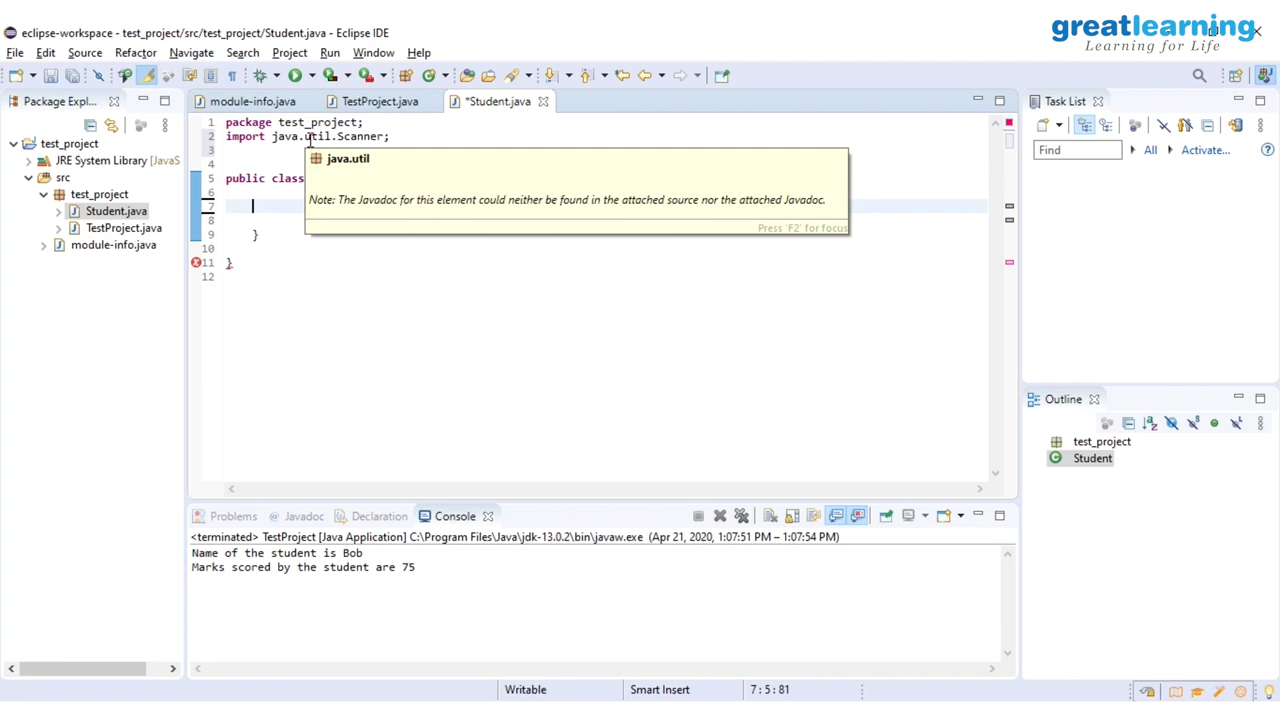 eclipse-workspace - test_project/src/test_project/Student.java - Eclipse IDE
greatlearning
Learning for Life
File Edit Source Refactor Navigate Search Project Run Window Help
Package Expl...
module-info.java
TestProject.java
*Student.java
Task List
test_project
JRE System Library [JavaS
src
test_project
Student.java
TestProject.java
module-info.java
1 package test_project;
2 import java.util.Scanner;
3
4
5 public class
6
7
8
9 }
10
11 }
12
java.util
Note: The Javadoc for this element could neither be found in the attached source nor the attached Javadoc.
Press 'F2' for focus
Find
All
Activate...
Outline
test_project
Student
Problems
Javadoc
Declaration
Console
<terminated> TestProject [Java Application] C:\Program Files\Java\jdk-13.0.2\bin\javaw.exe (Apr 21, 2020, 1:07:51 PM – 1:07:54 PM)
Name of the student is Bob
Marks scored by the student are 75
Writable
Smart Insert
7 : 5 : 81